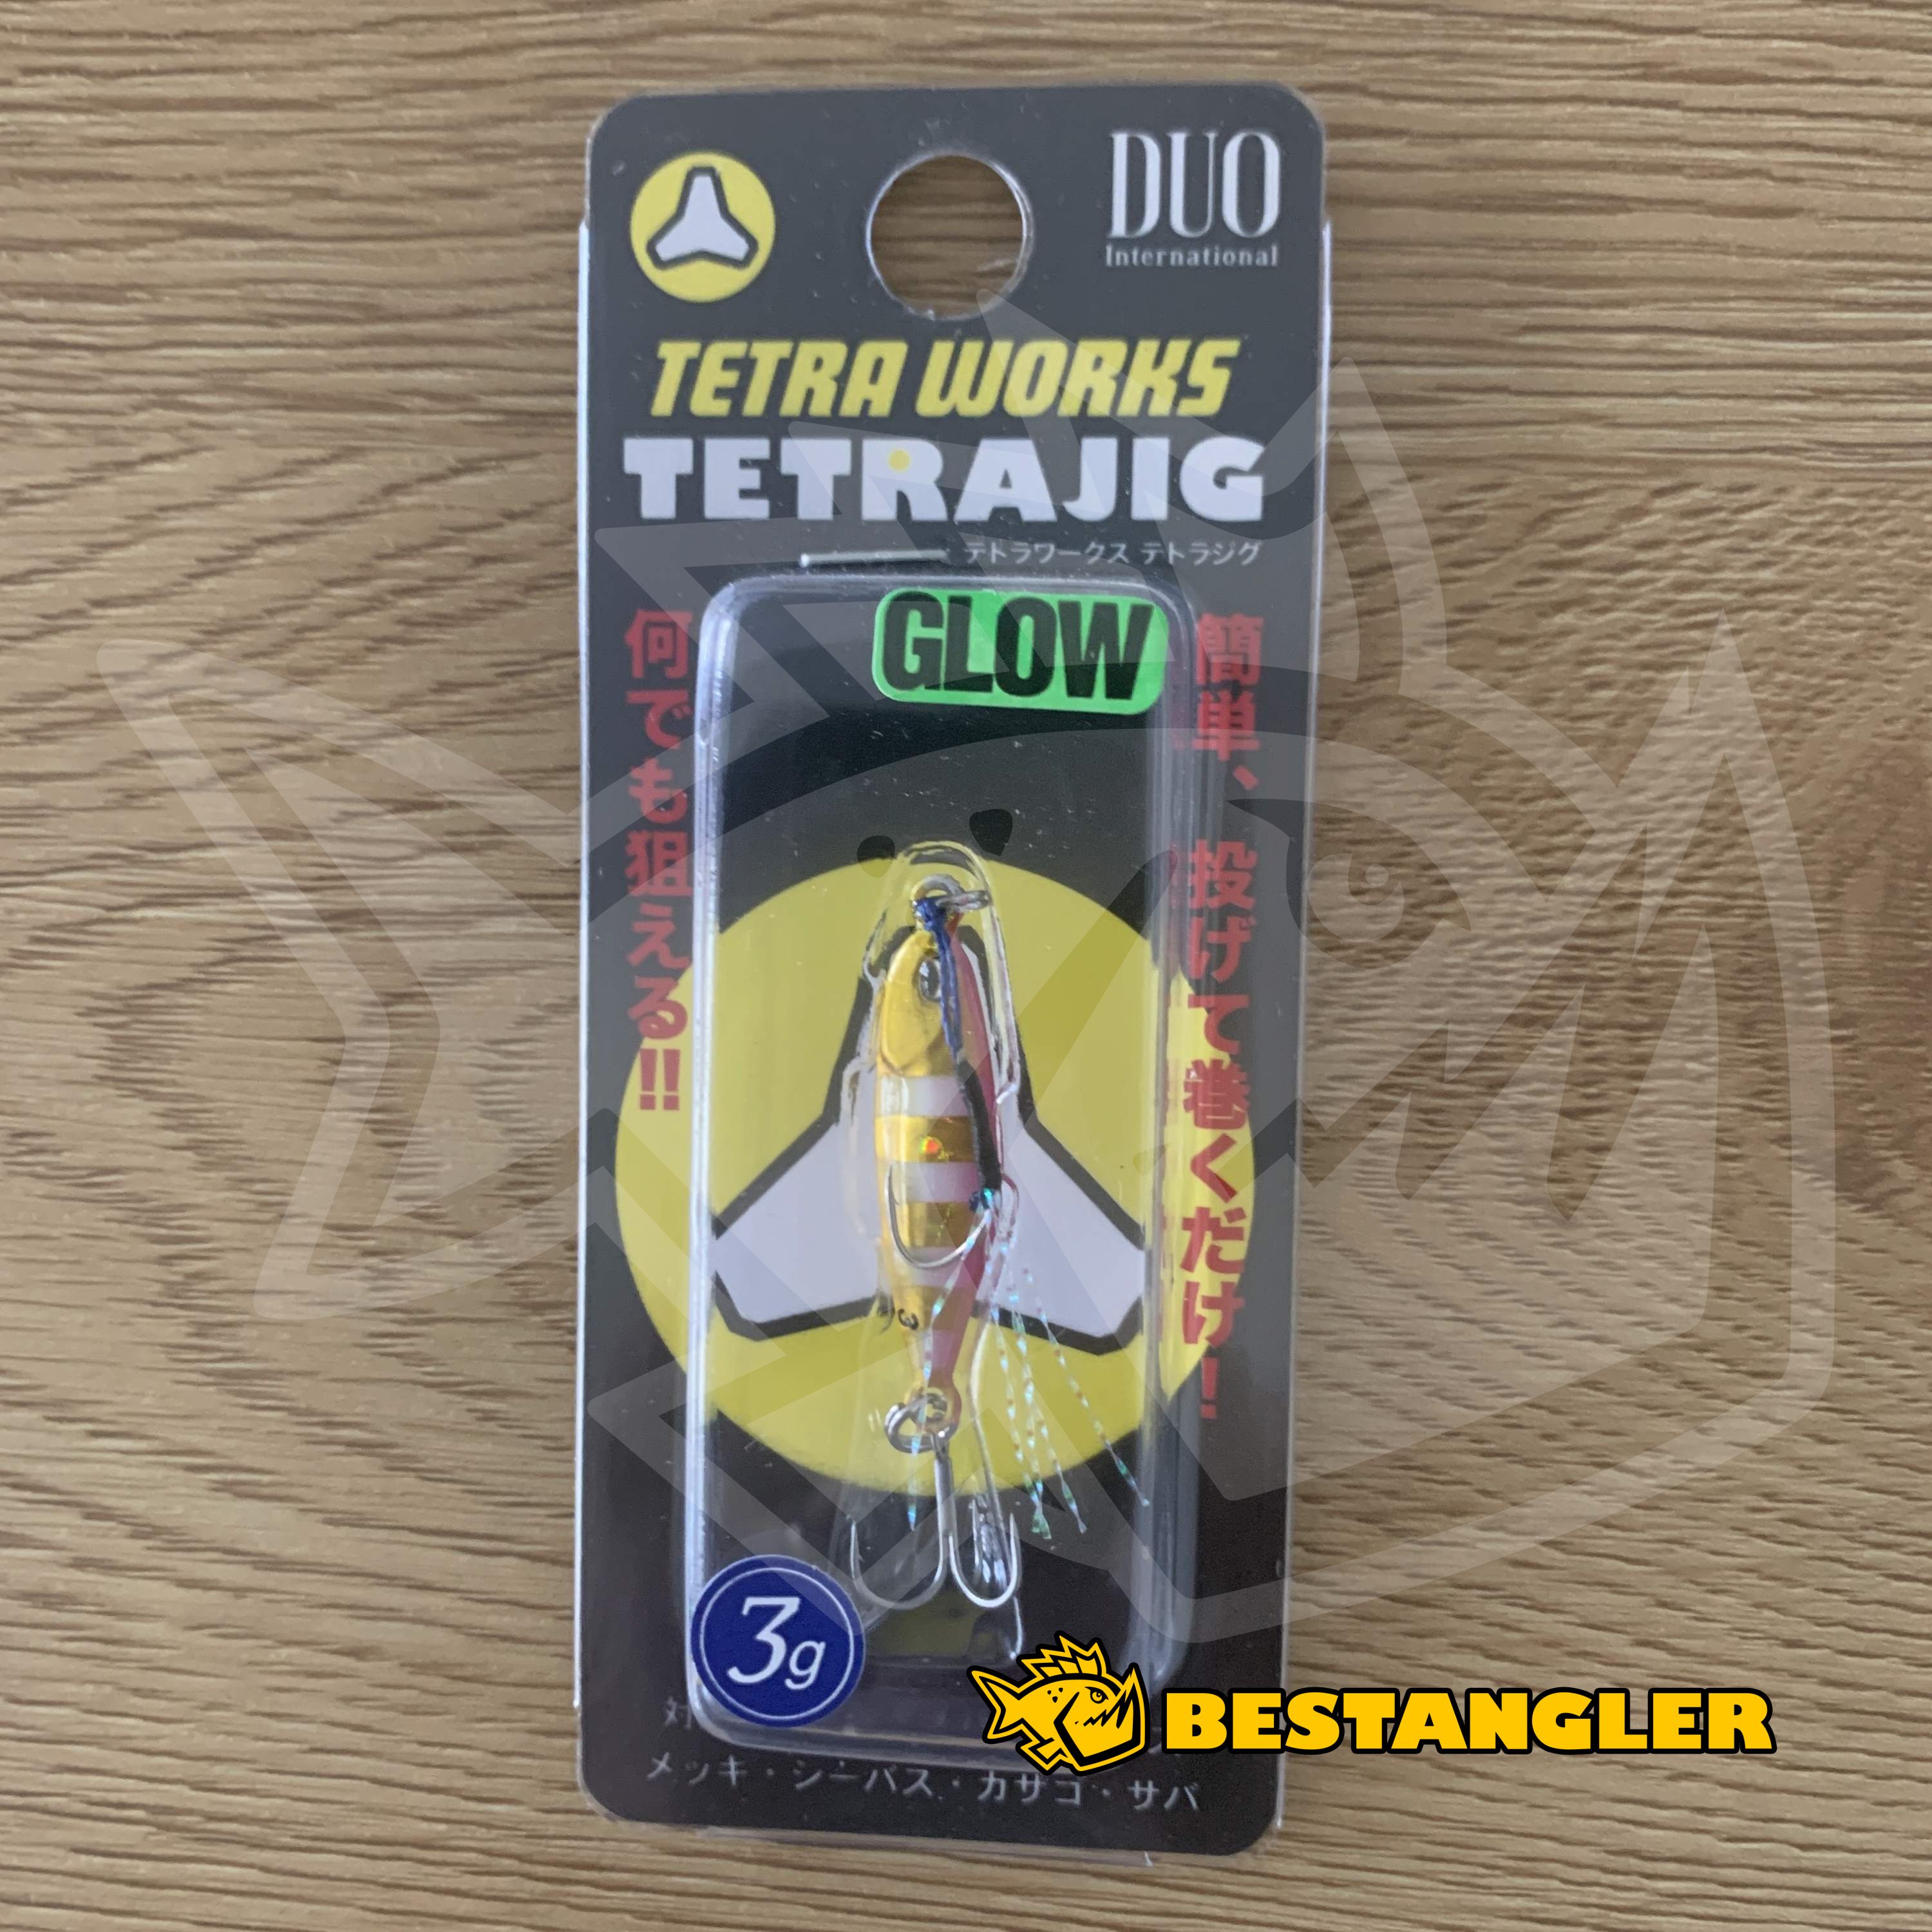 DUO
International
TETRA WORKS
TETRAJIG
テトラワークス テトラジグ
GLOW
簡単、投げて巻くだけ!
何でも狙える!!
3
3g
対
メッキ・シーバス・カサゴ・サバ
BESTANGLER